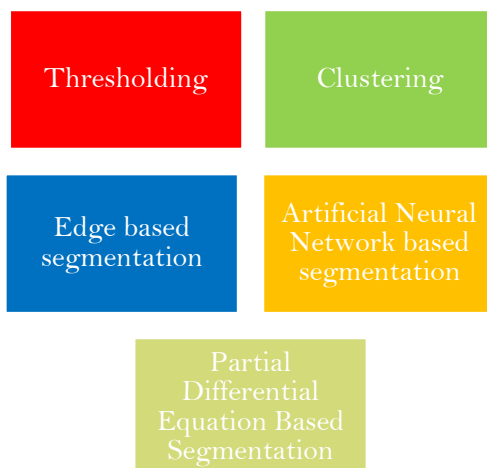 Thresholding
Clustering
Edge based
segmentation
Artificial Neural
Network based
segmentation
Partial
Differential
Equation Based
Segmentation